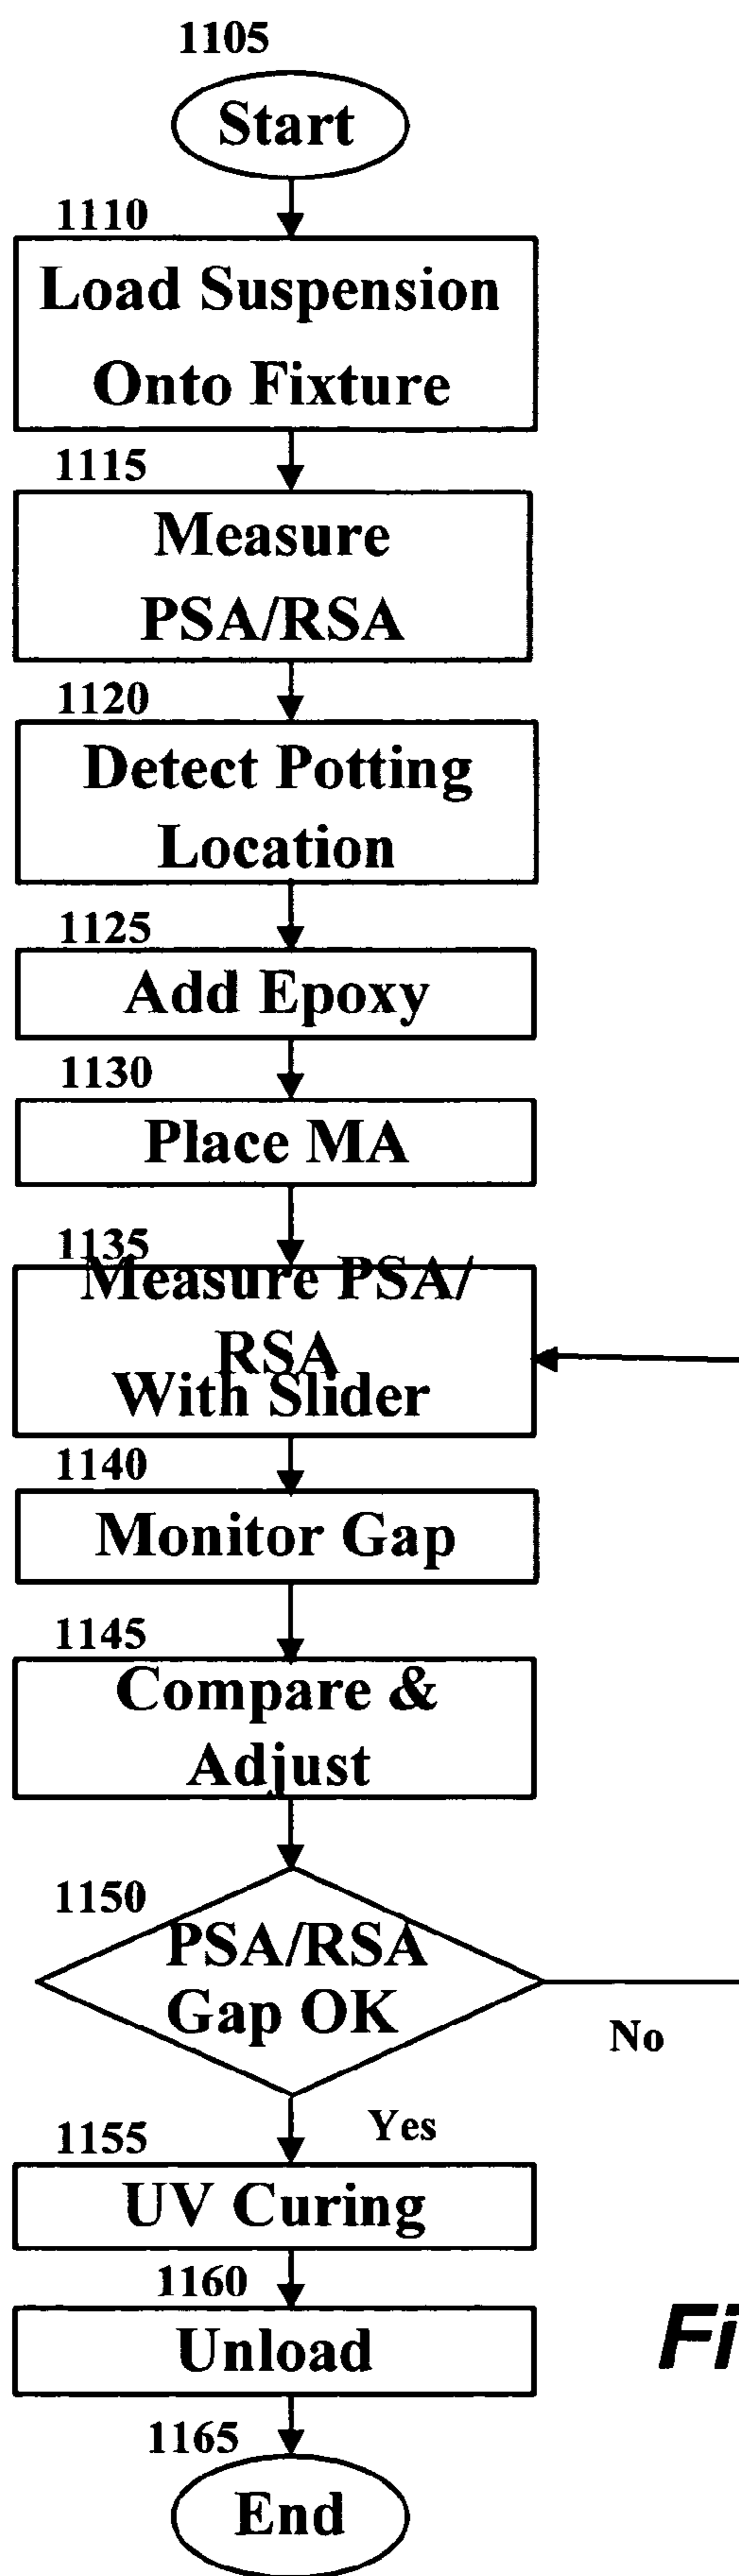 1105
Start
1110
Load Suspension
Onto Fixture
1115
Measure
PSA/RSA
1120
Detect Potting
Location
1125
Add Epoxy
1130
Place MA
1135
Measure PSA/
RSA
With Slider
1140
Monitor Gap
1145
Compare &
Adjust
1150
PSA/RSA
Gap OK
No
Yes
1155
UV Curing
1160
Unload
Fi
1165
End